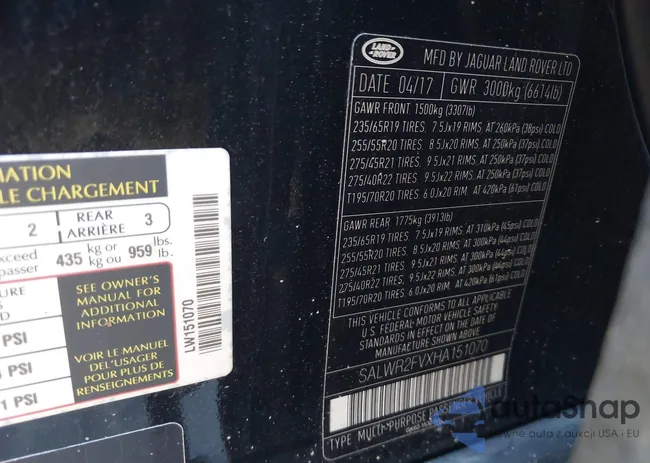 MATION
LE CHARGEMENT
2 REAR ARRIÈRE 3
xceed 435 kg or kg ou 959 lbs. lb.
passer
URE
PSI
PSI
1 PSI
SEE OWNER'S
MANUAL FOR
ADDITIONAL
INFORMATION
VOIR LE MANUEL
DE L'USAGER
POUR PLUS DE
RENSEIGNEMENTS
LW151070
LAND ROVER
MFD BY JAGUAR LAND ROVER LTD
DATE 04/17 GWR 3000kg (6614lb)
GAWR FRONT 1500kg (3307lb)
235/65R19 TIRES, 7.5Jx19 RIMS, AT 260kPa (38psi) COLD
255/55R20 TIRES, 8.5Jx20 RIMS, AT 250kPa (37psi) COLD
275/45R21 TIRES, 9.5Jx21 RIMS, AT 250kPa (37psi) COLD
275/40R22 TIRES, 9.5Jx22 RIMS, AT 250kPa (37psi) COLD
T195/70R20 TIRES, 6.0Jx20 RIM, AT 420kPa (61psi) COLD
GAWR REAR 1775kg (3913lb)
235/65R19 TIRES, 7.5Jx19 RIMS, AT 310kPa (45psi) COLD
255/55R20 TIRES, 8.5Jx20 RIMS, AT 300kPa (44psi) COLD
275/45R21 TIRES, 9.5Jx21 RIMS, AT 300kPa (44psi) COLD
275/40R22 TIRES, 9.5Jx22 RIMS, AT 300kPa (44psi) COLD
T195/70R20 TIRES, 6.0Jx20 RIM, AT 420kPa (61psi) COLD
THIS VEHICLE CONFORMS TO ALL APPLICABLE
U.S. FEDERAL MOTOR VEHICLE SAFETY
STANDARDS IN EFFECT ON THE DATE OF
MANUFACTURE SHOWN ABOVE
SALWR2FVXHA151070
TYPE MULTI-PURPOSE PASSENGER VEHICLE
autoSnap
pewne auta z aukcji USA i EU